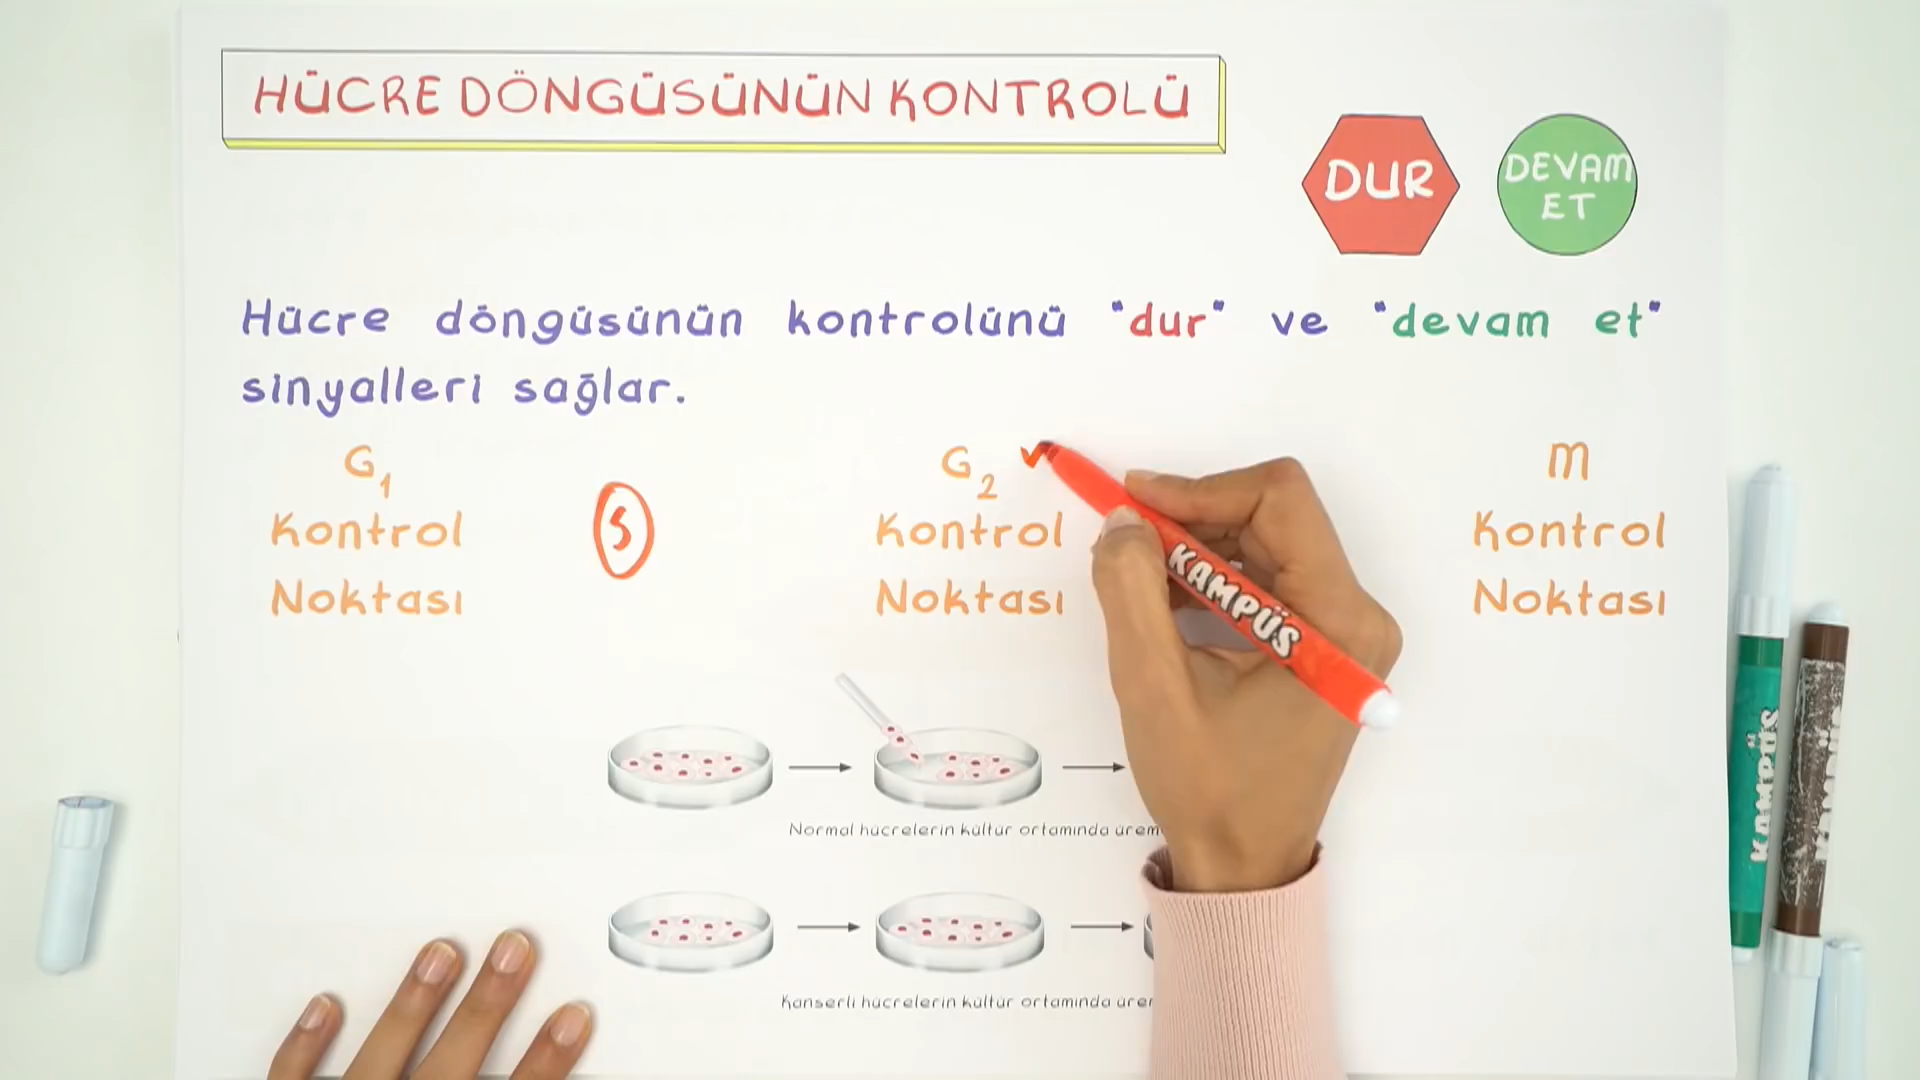 HÜCRE DÖNGÜSÜNÜN KONTROLÜ
DUR
DEVAM
ET
Hücre döngüsünün kontrolünü "dur" ve "devam et"
sinyalleri sağlar.
G1
Kontrol
Noktası
S
G2
Kontrol
Noktası
M
Kontrol
Noktası
KAMPÜS
Normal hücrelerin kültür ortamında
Kanserli hücrelerin kültür ortamında
KAMPÜS
KAMPÜS